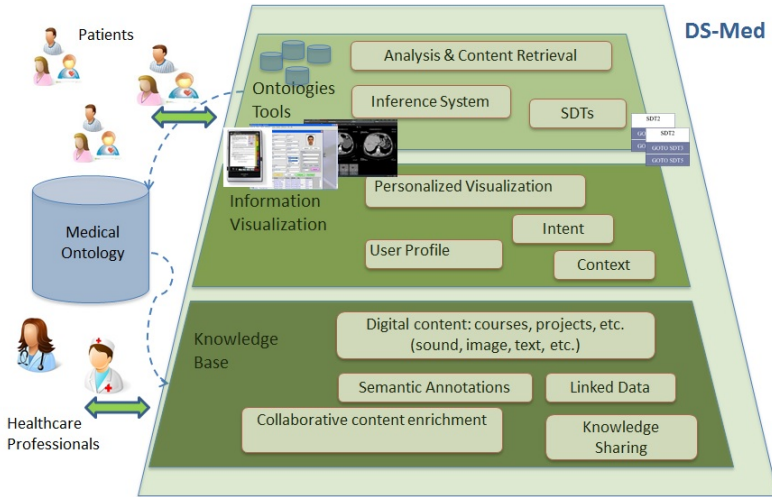 Patients
DS-Med
Analysis & Content Retrieval
Ontologies
Tools
Inference System
SDTs
SDT2
SDT2
GOTO SDT3
GOTO SDT3
Personalized Visualization
Information
Visualization
Intent
User Profile
Context
Medical
Ontology
Digital content: courses, projects, etc.
(sound, image, text, etc.)
Knowledge
Base
Semantic Annotations
Linked Data
Collaborative content enrichment
Knowledge
Sharing
Healthcare
Professionals